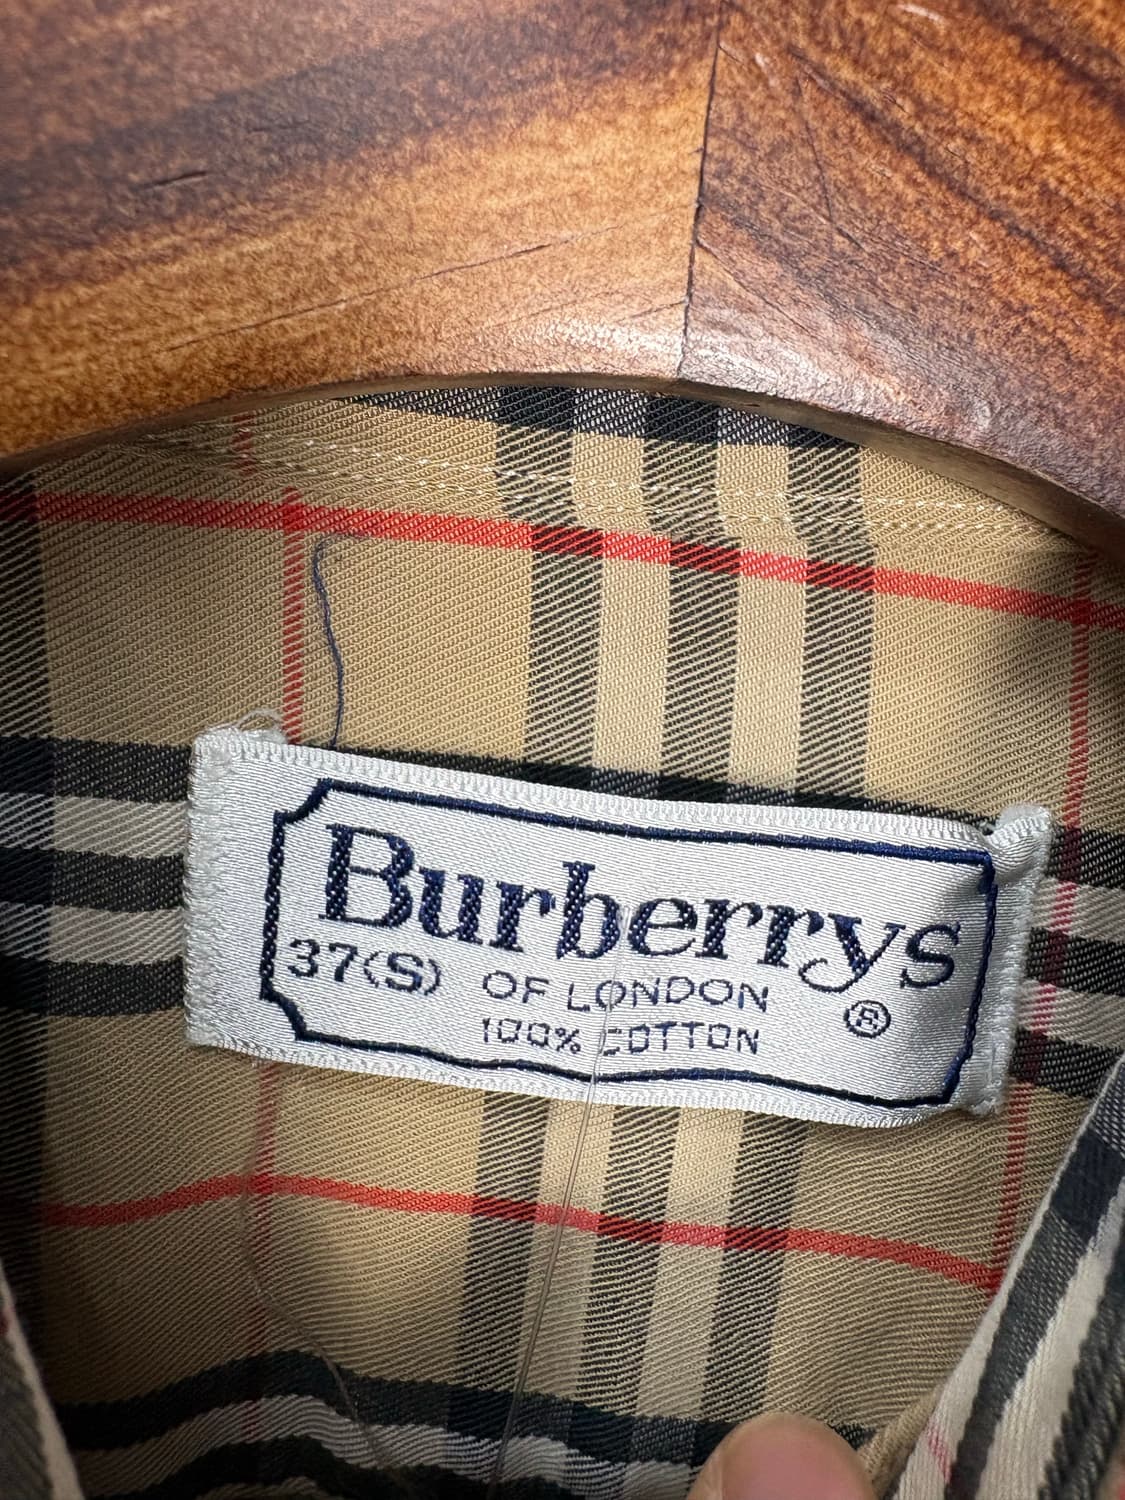 Burberrys
37(S) OF LONDON
100% COTTON ®